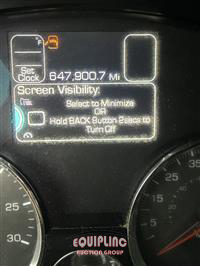 °F
Set
Clock
647,900.7 Mi
Screen Visibility:
Select to Minimize
OR
Hold BACK Button 2secs to
Turn Off
25
30
35
EQUIPLINC
AUCTION GROUP